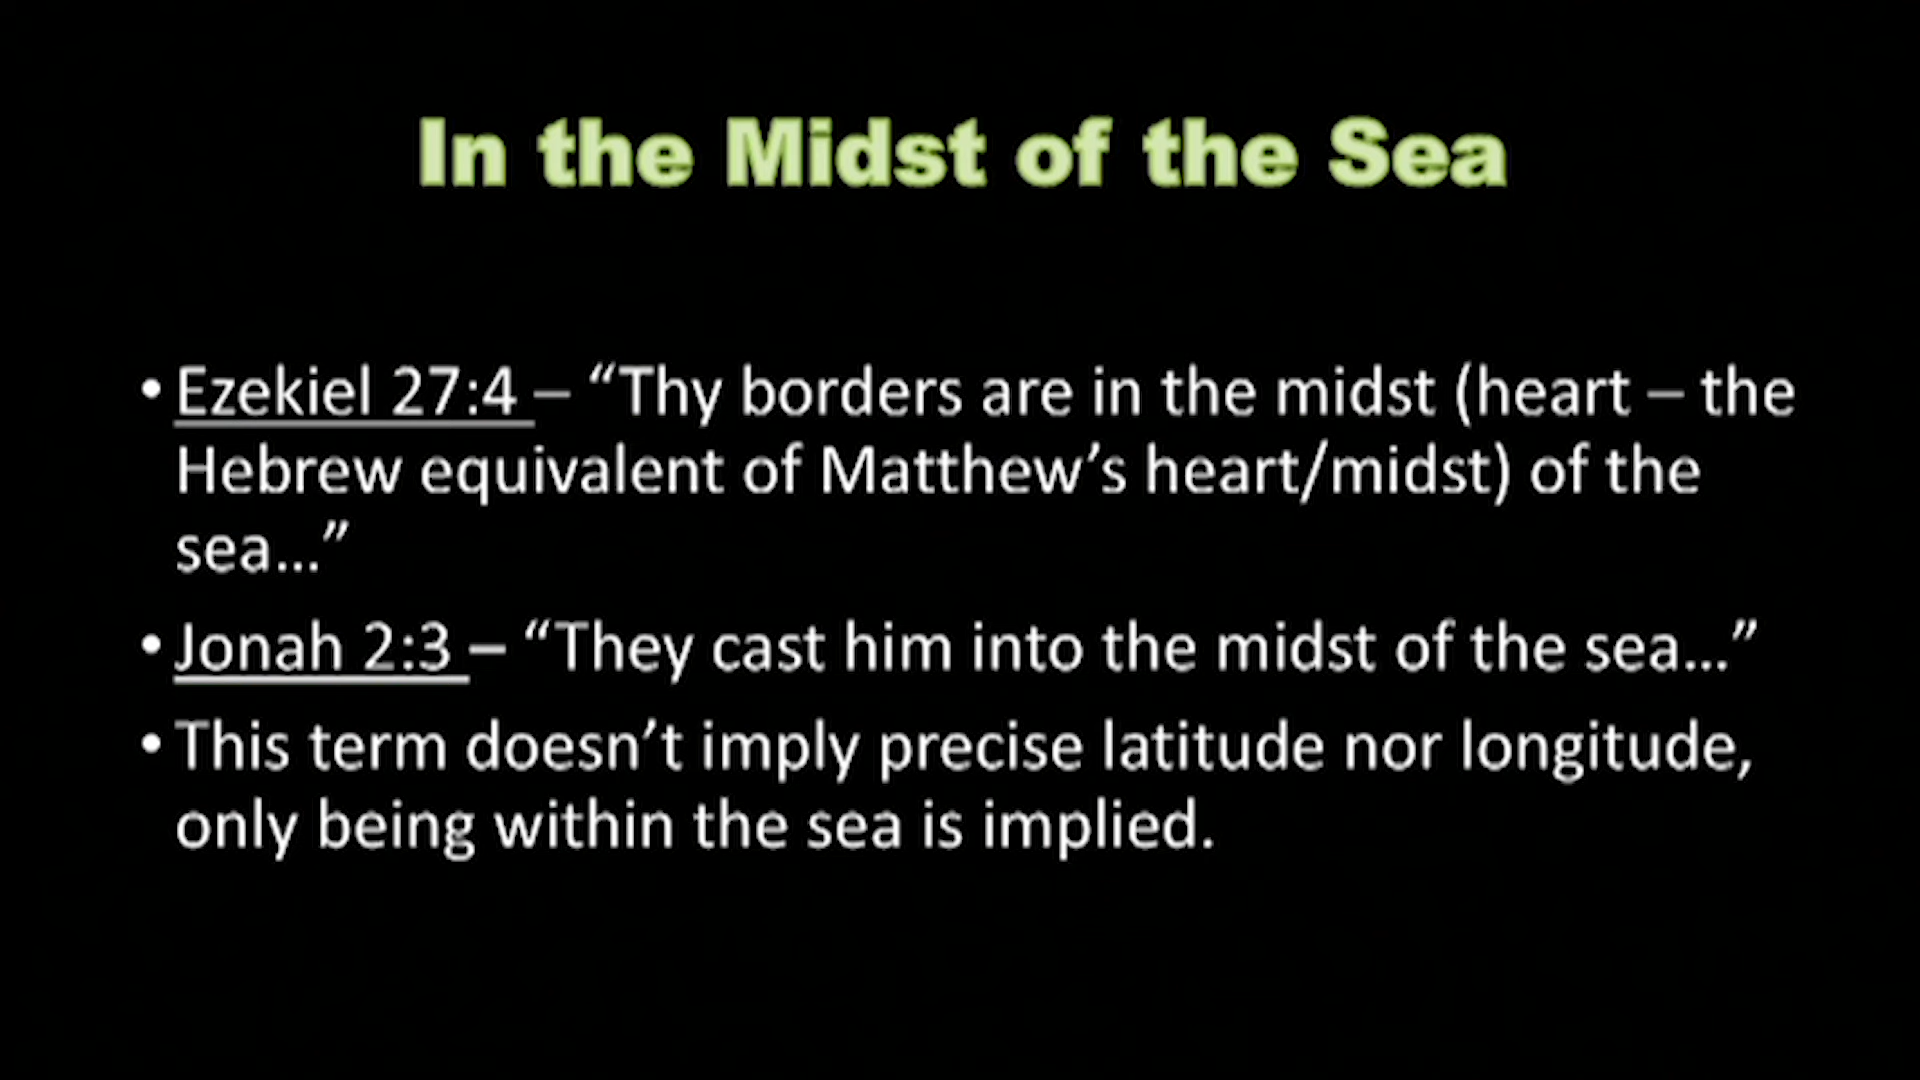 In the Midst of the Sea
• Ezekiel 27:4 – “Thy borders are in the midst (heart – the
Hebrew equivalent of Matthew’s heart/midst) of the
sea…”
• Jonah 2:3 – “They cast him into the midst of the sea…”
• This term doesn’t imply precise latitude nor longitude,
only being within the sea is implied.